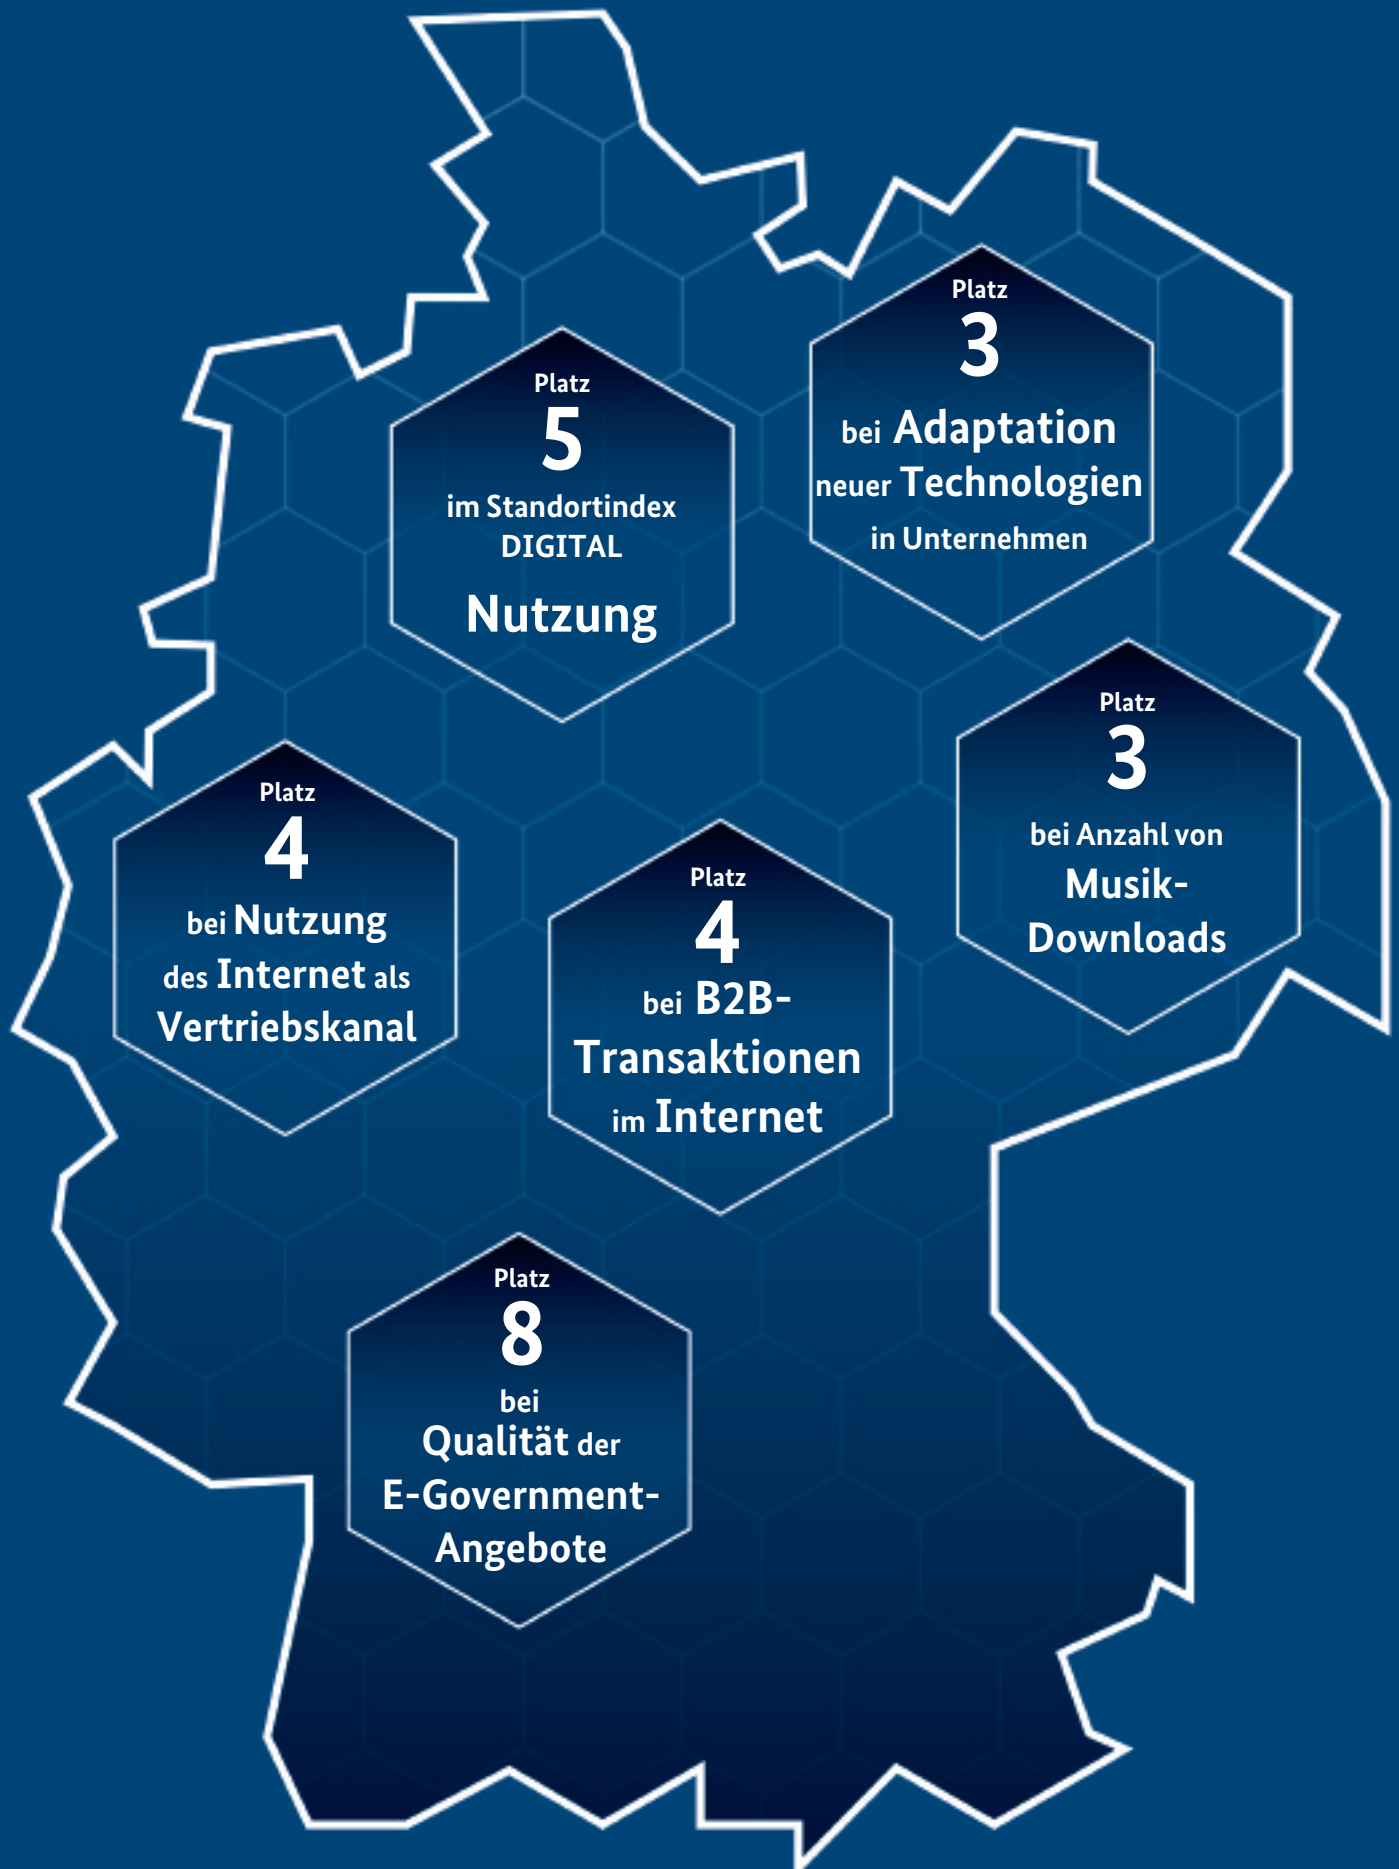 Platz
3
bei Adaptation
neuer Technologien
in Unternehmen
Platz
5
im Standortindex
DIGITAL
Nutzung
Platz
3
bei Anzahl von
Musik-
Downloads
Platz
4
bei Nutzung
des Internet als
Vertriebskanal
Platz
4
bei B2B-
Transaktionen
im Internet
Platz
8
bei
Qualität der
E-Government-
Angebote